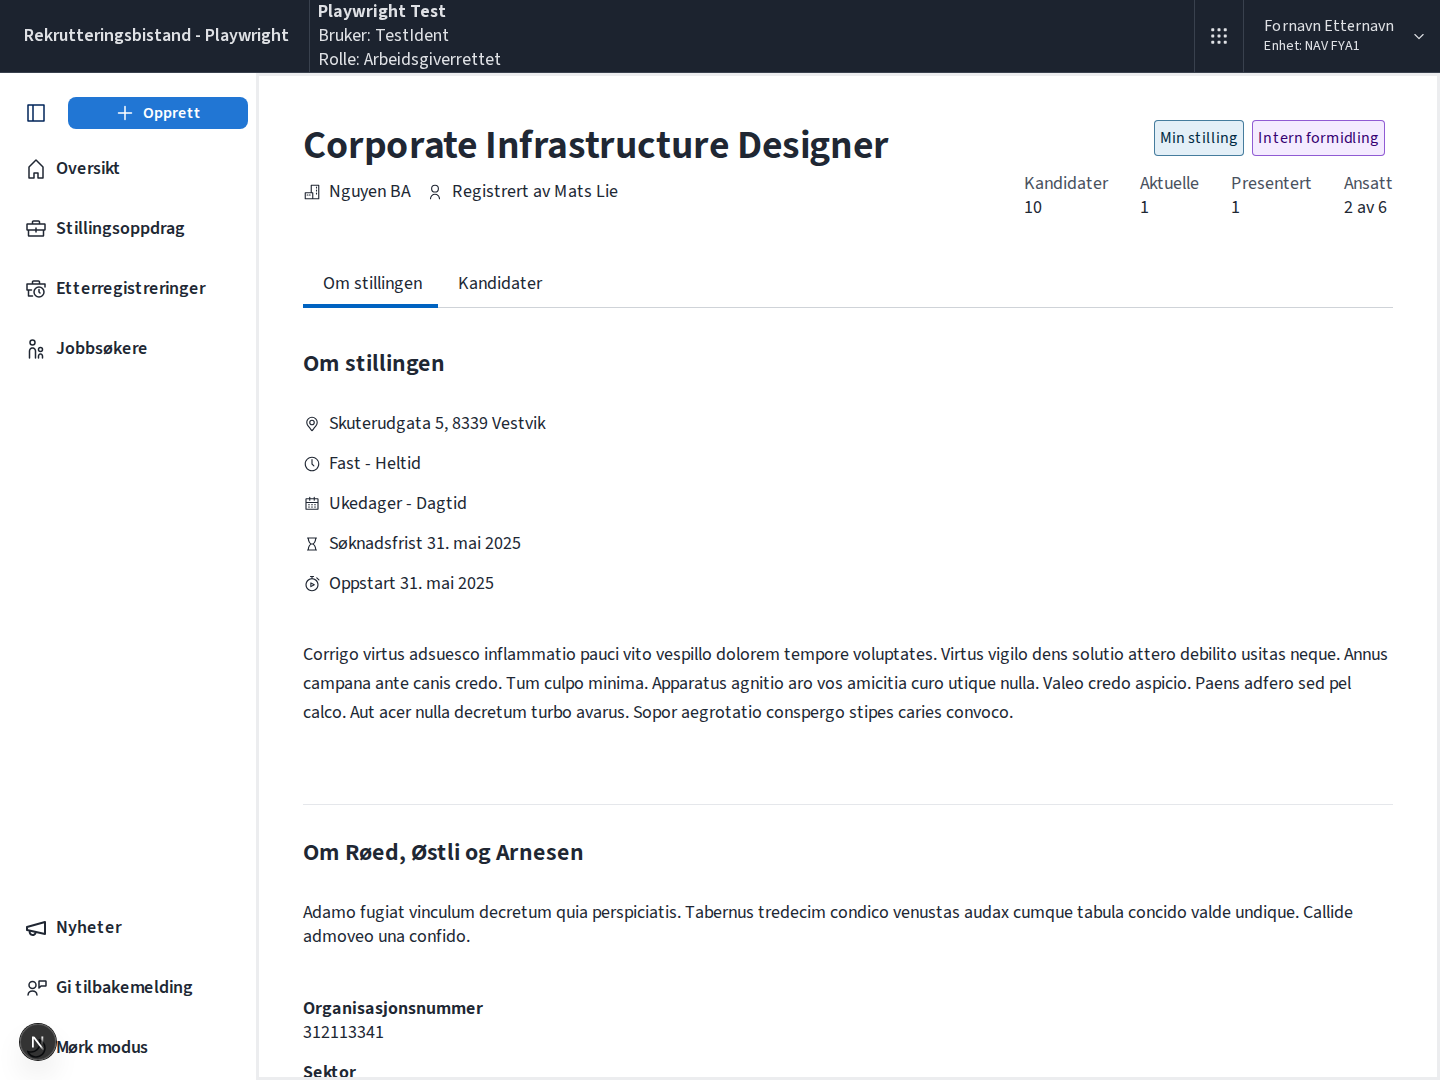 Rekrutteringsbistand - Playwright
Playwright Test
Bruker: TestIdent
Rolle: Arbeidsgiverrettet
Fornavn Etternavn
Enhet: NAV FYA1
Opprett
Oversikt
Stillingsoppdrag
Etterregistreringer
Jobbsøkere
Nyheter
Gi tilbakemelding
N
Mørk modus
Corporate Infrastructure Designer
Nguyen BA Registrert av Mats Lie
Min stilling Intern formidling
Kandidater Aktuelle Presentert Ansatt
10 1 1 2 av 6
Om stillingen Kandidater
Om stillingen
Skuterudgata 5, 8339 Vestvik
Fast - Heltid
Ukedager - Dagtid
Søknadsfrist 31. mai 2025
Oppstart 31. mai 2025
Corrigo virtus adsuesco inflammatio pauci vito vespillo dolorem tempore voluptates. Virtus vigilo dens solutio attero debilito usitas neque. Annus
campana ante canis credo. Tum culpo minima. Apparatus agnitio aro vos amicitia curo utique nulla. Valeo credo aspicio. Paens adfero sed pel
calco. Aut acer nulla decretum turbo avarus. Sopor aegrotatio conspergo stipes caries convoco.
Om Røed, Østli og Arnesen
Adamo fugiat vinculum decretum quia perspiciatis. Tabernus tredecim condico venustas audax cumque tabula concido valde undique. Callide
admoveo una confido.
Organisasjonsnummer
312113341
Sektor